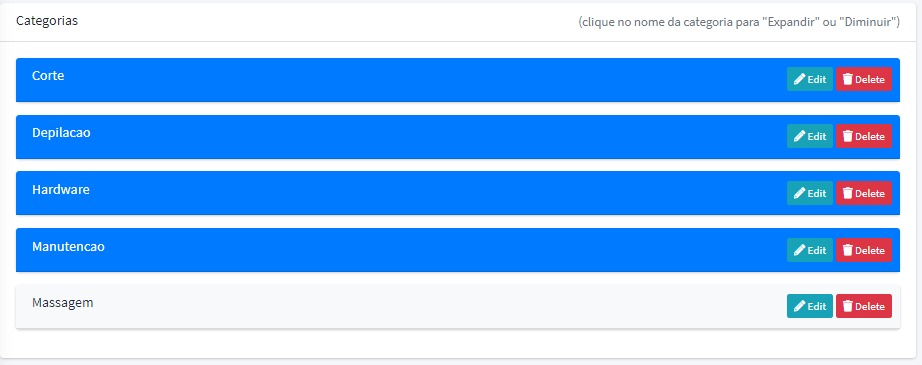 Categorias (clique no nome da categoria para "Expandir" ou "Diminuir")
Corte Edit Delete
Depilacao Edit Delete
Hardware Edit Delete
Manutencao Edit Delete
Massagem Edit Delete